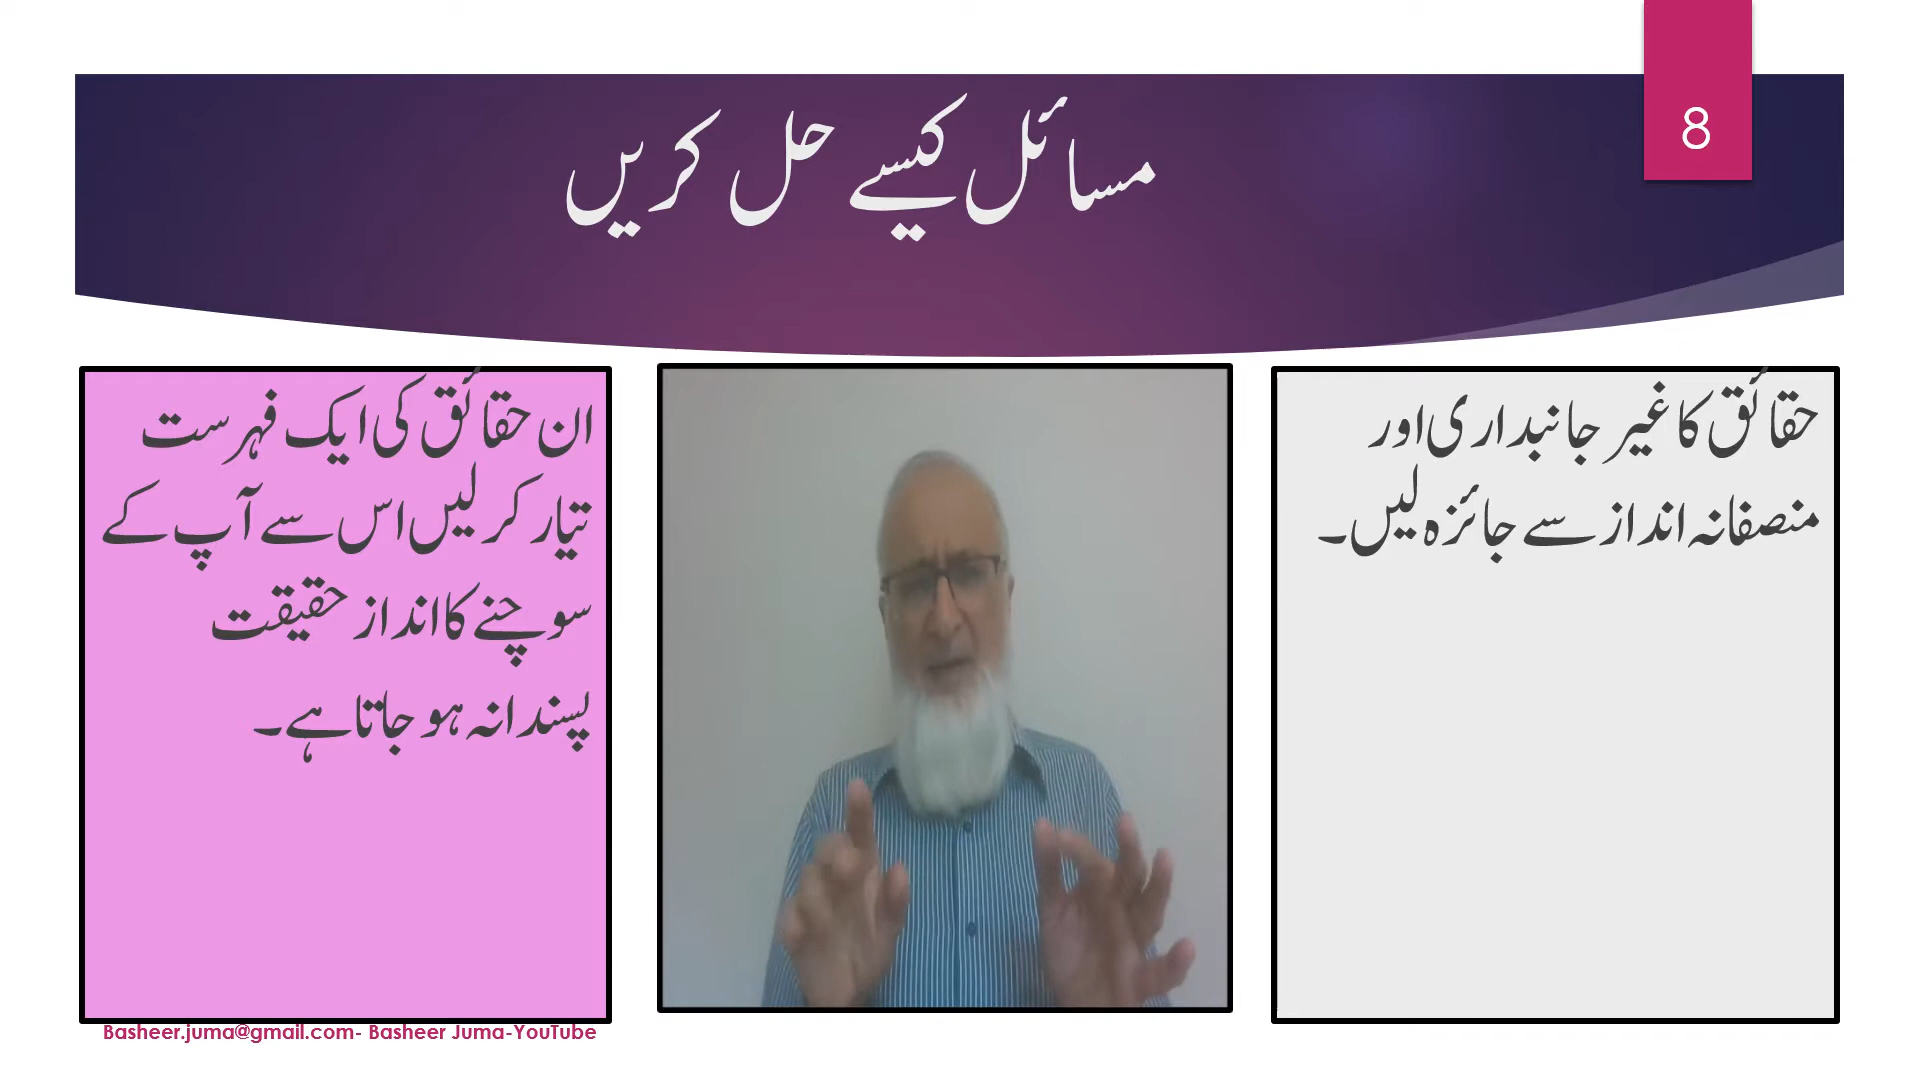 8
مسائل کیسے حل کریں
حقائق کا غیر جانبداری اور
منصفانہ انداز سے جائزہ لیں۔
ان حقائق کی ایک فہرست
تیار کر لیں اس سے آپ کے
سوچنے کا انداز حقیقت
پسندانہ ہو جاتا ہے۔
Basheer.juma@gmail.com- Basheer Juma-YouTube